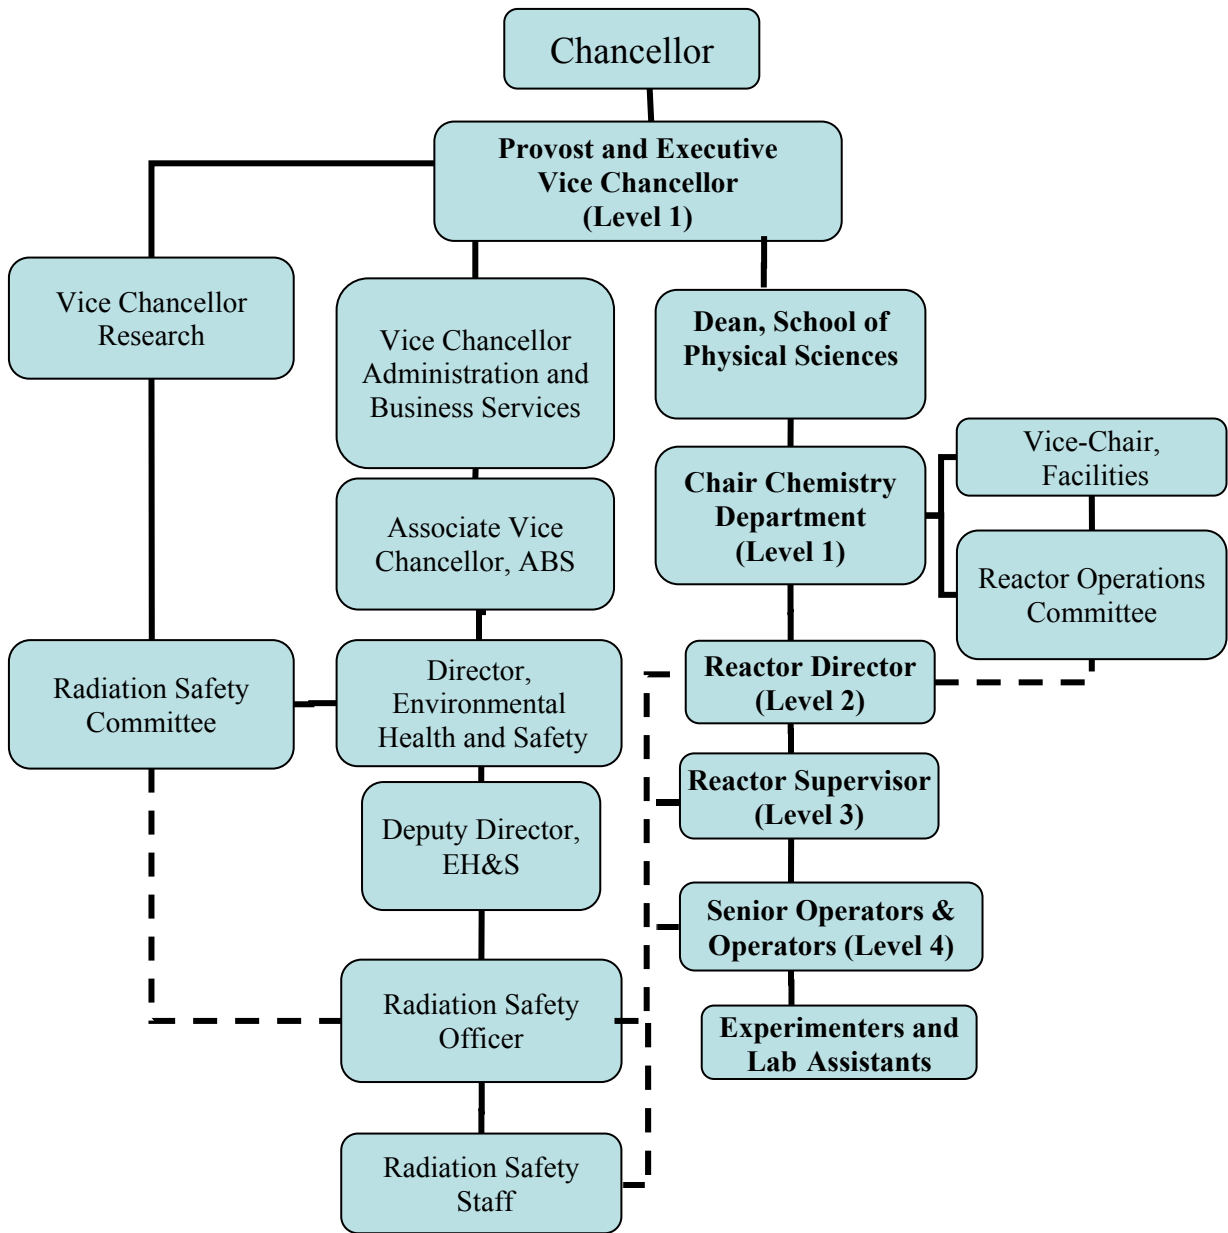 Chancellor
Provost and Executive
Vice Chancellor
(Level 1)
Vice Chancellor
Research
Vice Chancellor
Administration and
Business Services
Dean, School of
Physical Sciences
Vice-Chair,
Facilities
Chair Chemistry
Department
(Level 1)
Associate Vice
Chancellor, ABS
Reactor Operations
Committee
Radiation Safety
Committee
Director,
Environmental
Health and Safety
Reactor Director
(Level 2)
Reactor Supervisor
(Level 3)
Deputy Director,
EH&S
Senior Operators &
Operators (Level 4)
Radiation Safety
Officer
Experimenters and
Lab Assistants
Radiation Safety
Staff